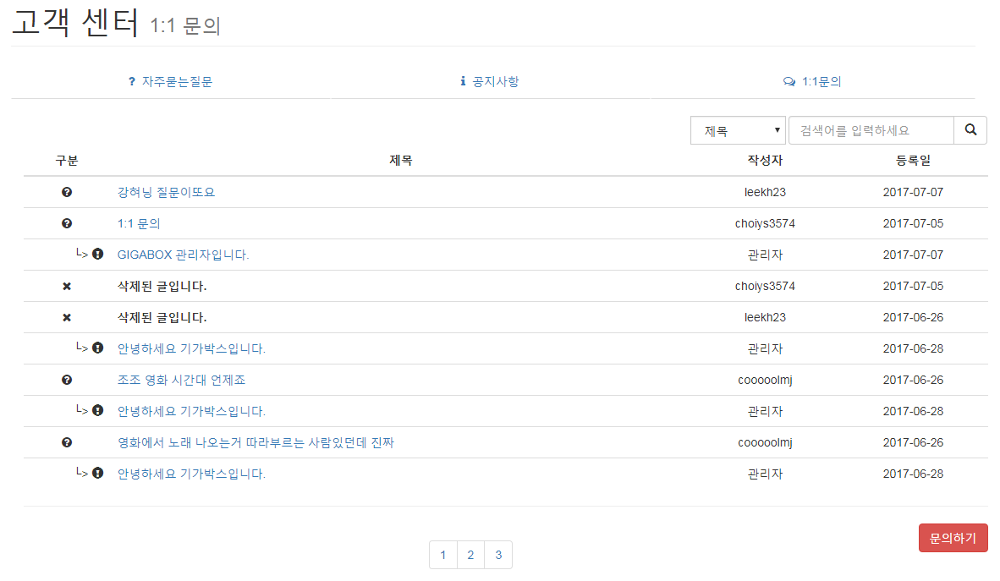 고객 센터 1:1 문의
자주묻는질문 공지사항 1:1문의
제목 검색어를 입력하세요
구분 제목 작성자 등록일
강혀닝 질문이또요 leekh23 2017-07-07
1:1 문의 choiys3574 2017-07-05
└> GIGABOX 관리자입니다. 관리자 2017-07-07
삭제된 글입니다. choiys3574 2017-07-05
삭제된 글입니다. leekh23 2017-06-26
└> 안녕하세요 기가박스입니다. 관리자 2017-06-28
조조 영화 시간대 언제죠 cooooolmj 2017-06-26
└> 안녕하세요 기가박스입니다. 관리자 2017-06-28
영화에서 노래 나오는거 따라부르는 사람있던데 진짜 cooooolmj 2017-06-26
└> 안녕하세요 기가박스입니다. 관리자 2017-06-28
문의하기
1 2 3